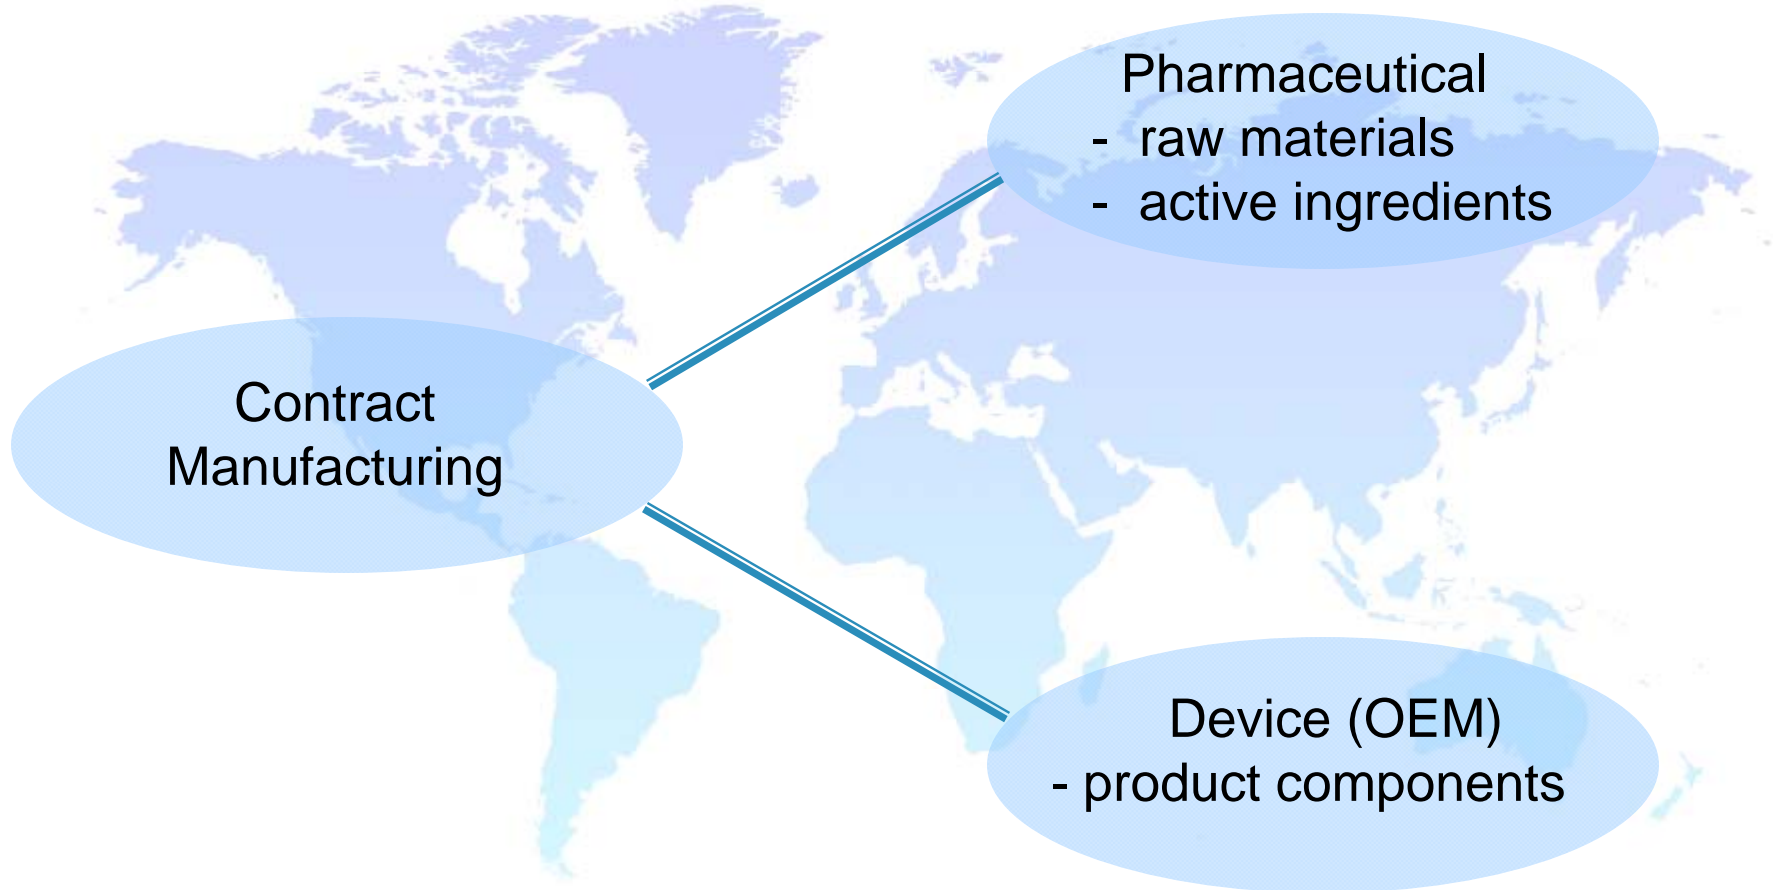 Pharmaceutical
- raw materials
- active ingredients
Contract
Manufacturing
Device (OEM)
- product components